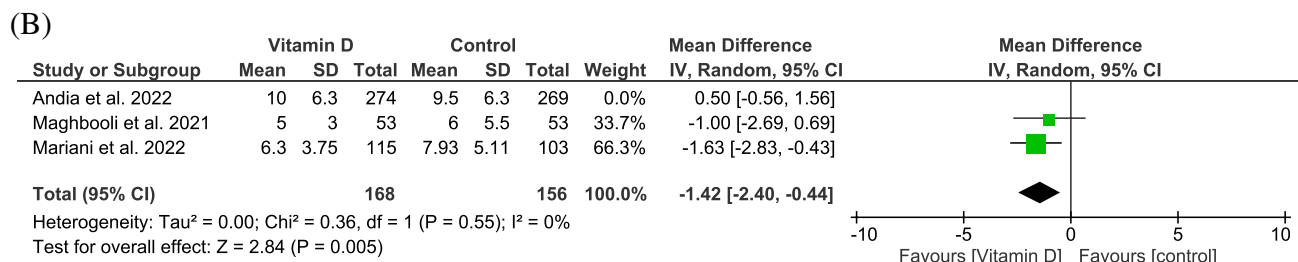 (B)
Vitamin D Control Mean Difference Mean Difference
Study or Subgroup Mean SD Total Mean SD Total Weight IV, Random, 95% CI IV, Random, 95% CI
Andia et al. 2022 10 6.3 274 9.5 6.3 269 0.0% 0.50 [-0.56, 1.56]
Maghbooli et al. 2021 5 3 53 6 5.5 53 33.7% -1.00 [-2.69, 0.69]
Mariani et al. 2022 6.3 3.75 115 7.93 5.11 103 66.3% -1.63 [-2.83, -0.43]
Total (95% CI) 168 156 100.0% -1.42 [-2.40, -0.44]
Heterogeneity: Tau² = 0.00; Chi² = 0.36, df = 1 (P = 0.55); I² = 0%
Test for overall effect: Z = 2.84 (P = 0.005)
-10 -5 0 5 10
Favours [Vitamin D] Favours [control]